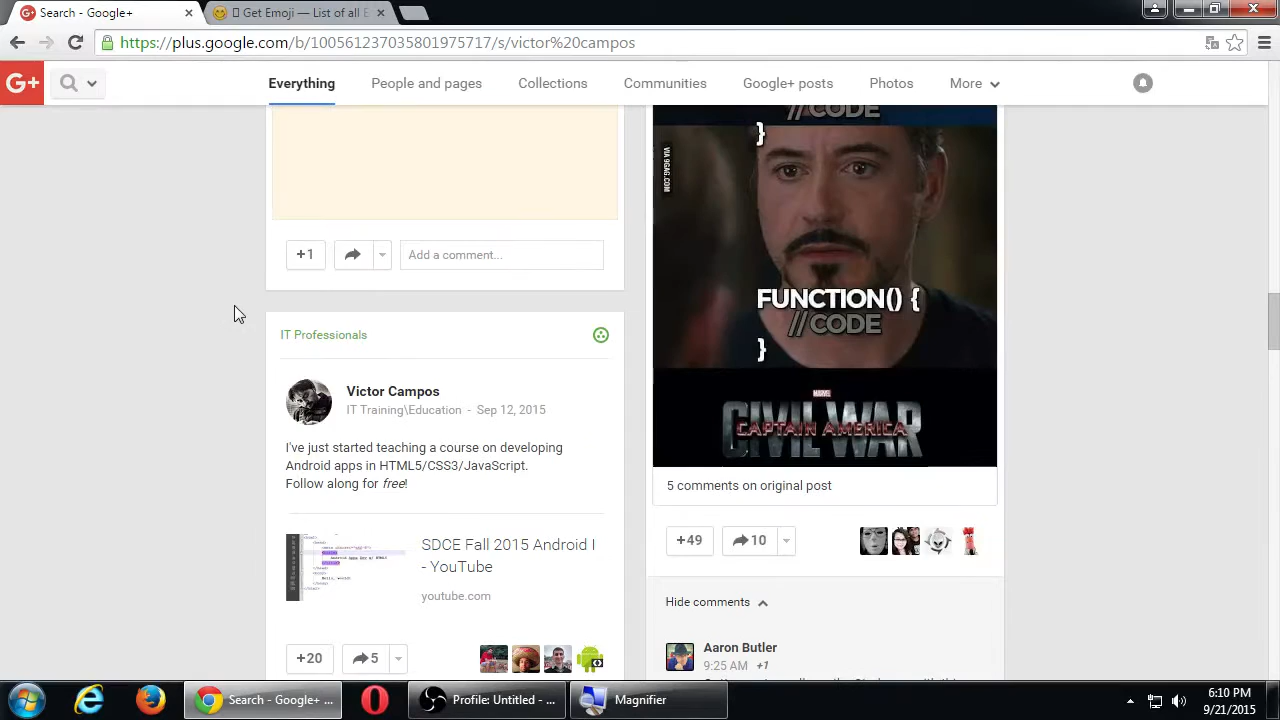 Search - Google+
Get Emoji — List of all E
https://plus.google.com/b/100561237035801975717/s/victor%20campos
G+
Everything
People and pages
Collections
Communities
Google+ posts
Photos
More
+1
Add a comment...
IT Professionals
Victor Campos
IT Training\Education - Sep 12, 2015
I've just started teaching a course on developing
Android apps in HTML5/CSS3/JavaScript.
Follow along for free!
SDCE Fall 2015 Android I
- YouTube
youtube.com
+20
5
//CODE
}
VIA 9GAG.COM
FUNCTION() {
//CODE
}
MARVEL
CAPTAIN AMERICA
CIVIL WAR
5 comments on original post
+49
10
Hide comments
Aaron Butler
9:25 AM +1
Search - Google+ ...
Profile: Untitled - ...
Magnifier
6:10 PM
9/21/2015